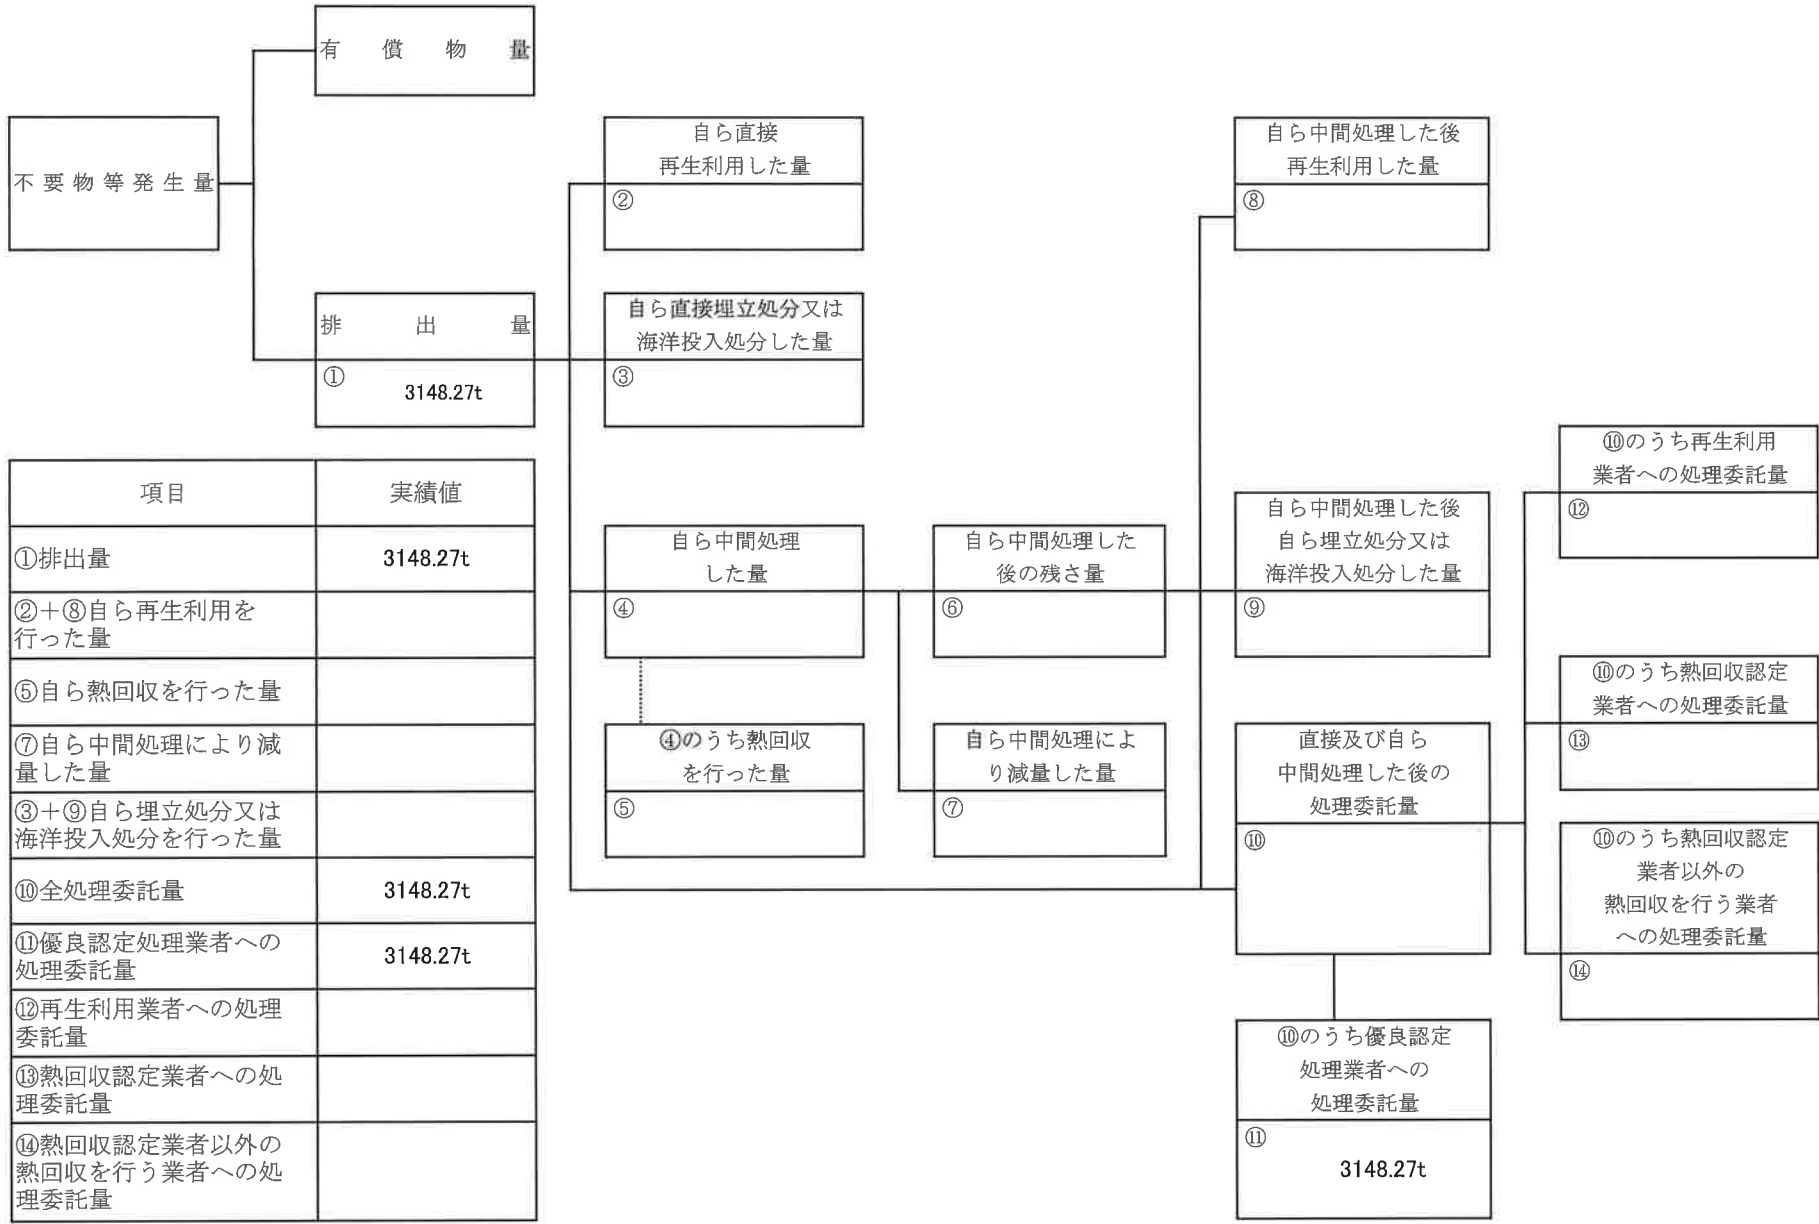 有償物量
不要物等発生量
排出量
①
3148.27t
自ら直接
再生利用した量
②
自ら直接埋立処分又は
海洋投入処分した量
③
自ら中間処理
した量
④
④のうち熱回収
を行った量
⑤
自ら中間処理した
後の残さ量
⑥
自ら中間処理によ
り減量した量
⑦
自ら中間処理した後
再生利用した量
⑧
自ら中間処理した後
自ら埋立処分又は
海洋投入処分した量
⑨
直接及び自ら
中間処理した後の
処理委託量
⑩
⑩のうち優良認定
処理業者への
処理委託量
⑪
3148.27t
⑩のうち再生利用
業者への処理委託量
⑫
⑩のうち熱回収認定
業者への処理委託量
⑬
⑩のうち熱回収認定
業者以外の
熱回収を行う業者
への処理委託量
⑭
項目 実績値
①排出量 3148.27t
②＋⑧自ら再生利用を
行った量
⑤自ら熱回収を行った量
⑦自ら中間処理により減
量した量
③＋⑨自ら埋立処分又は
海洋投入処分を行った量
⑩全処理委託量 3148.27t
⑪優良認定処理業者への
処理委託量 3148.27t
⑫再生利用業者への処理
委託量
⑬熱回収認定業者への処
理委託量
⑭熱回収認定業者以外の
熱回収を行う業者への処
理委託量